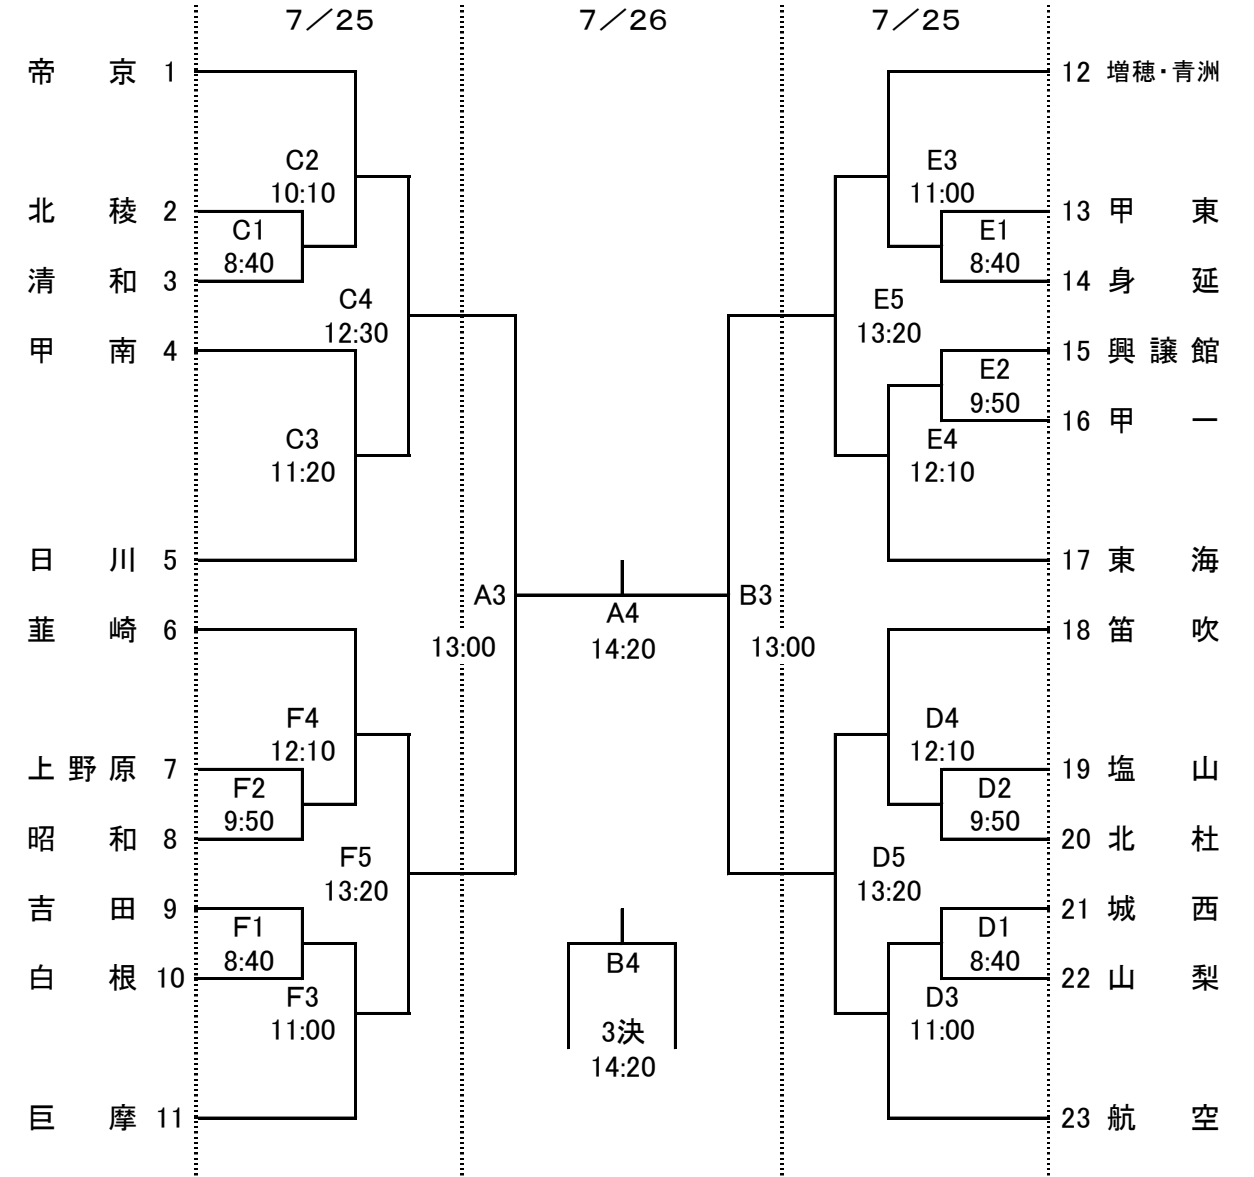 7／25 7／26 7／25
帝京 1
C2
10:10
北稜 2
C1
8:40
清和 3
C4
12:30
甲南 4
C3
11:20
日川 5
韮崎 6
F4
12:10
上野原 7
F2
9:50
昭和 8
F5
13:20
吉田 9
F1
8:40
白根 10
F3
11:00
巨摩 11
A3
13:00
A4
14:20
B3
13:00
B4
3決
14:20
12 増穂・青洲
E3
11:00
13 甲東
E1
8:40
14 身延
E5
13:20
15 興譲館
E2
9:50
16 甲一
E4
12:10
17 東海
18 笛吹
D4
12:10
19 塩山
D2
9:50
20 北杜
D5
13:20
21 城西
D1
8:40
22 山梨
D3
11:00
23 航空